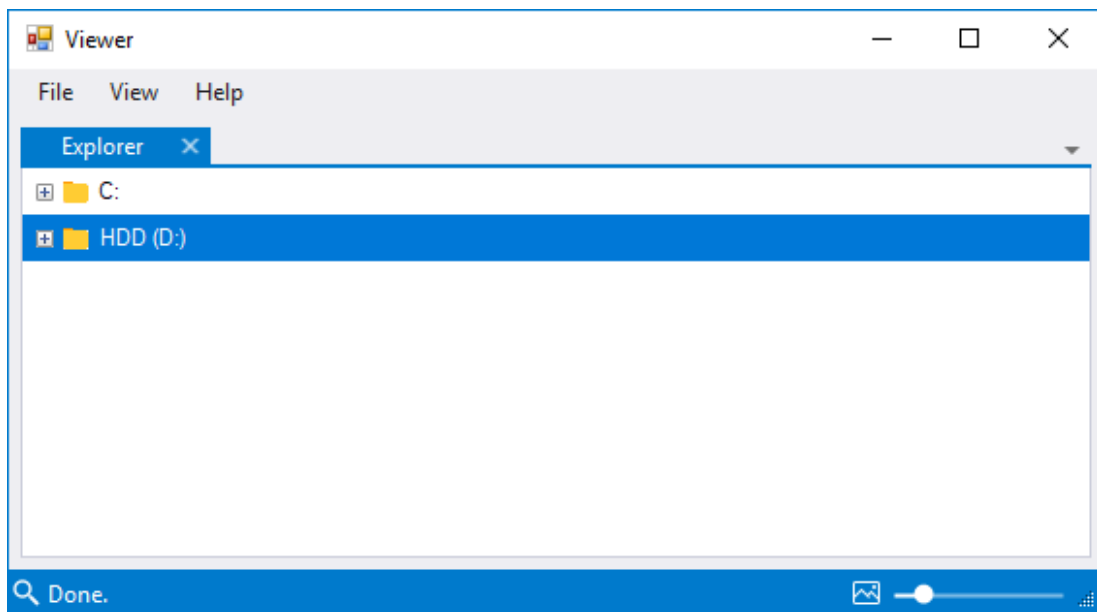 Viewer
File View Help
Explorer
C:
HDD (D:)
Done.